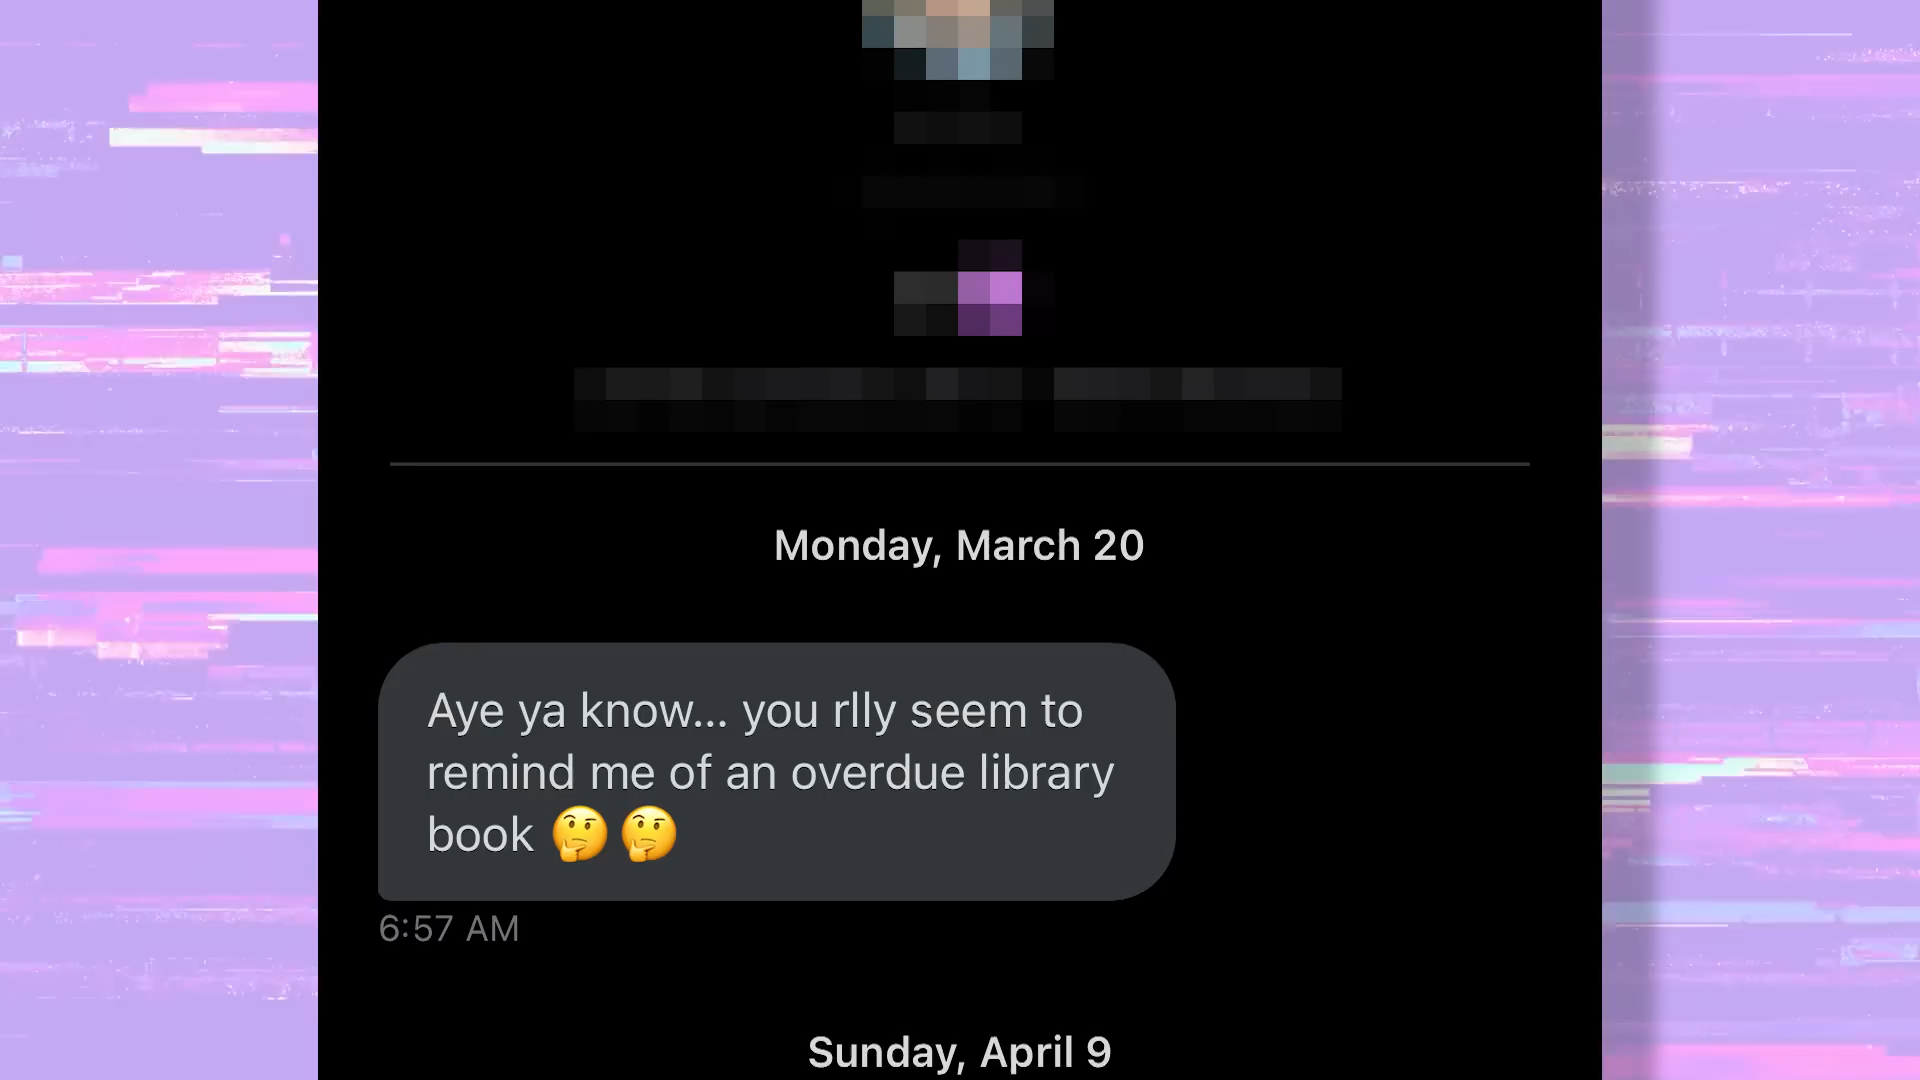 Monday, March 20
Aye ya know... you rlly seem to
remind me of an overdue library
book 🤔🤔
6:57 AM
Sunday, April 9